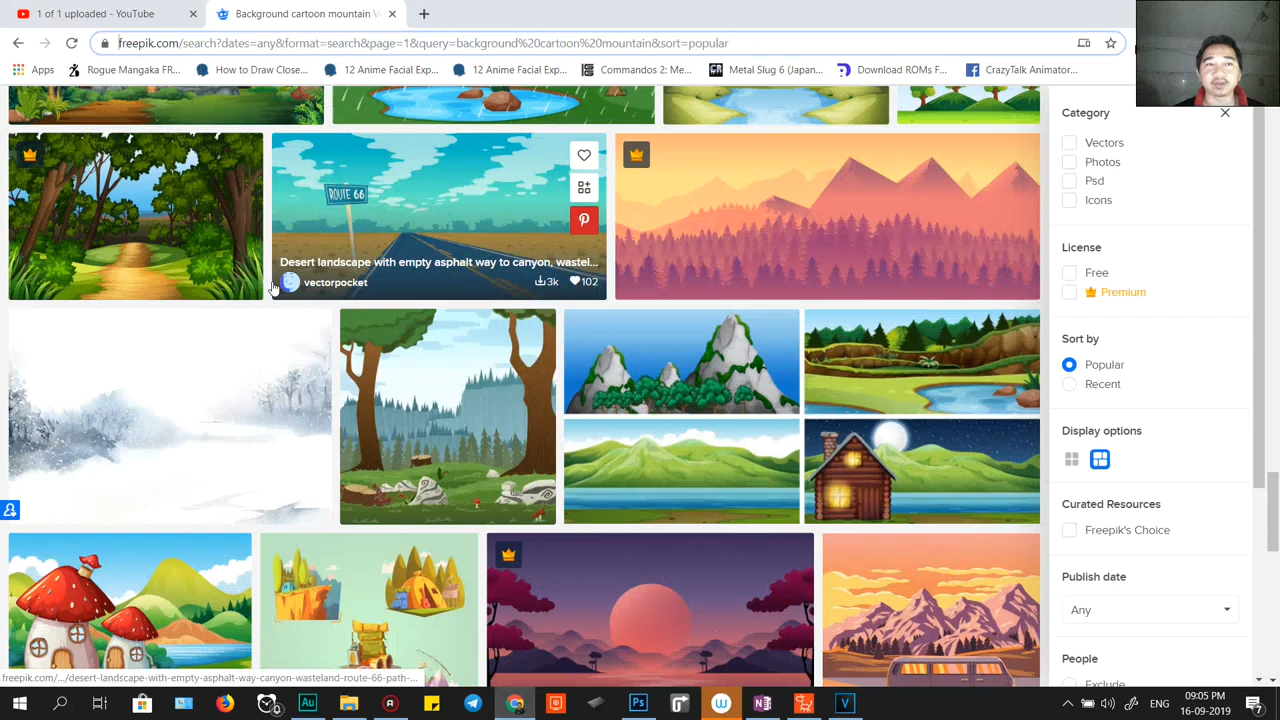 1 of 1 uploaded - YouTube
Background cartoon mountain V
freepik.com/search?dates=any&format=search&page=1&query=background%20cartoon%20mountain&sort=popular
Apps
Rogue Mangaka FR...
How to Draw Close...
12 Anime Facial Exp...
12 Anime Facial Exp...
Commandos 2: Me...
Metal Slug 6 (Japan...
Download ROMs F...
CrazyTalk Animator...
Category
Vectors
Photos
Psd
Icons
ROUTE 66
Desert landscape with empty asphalt way to canyon, wastel...
vectorpocket
3k
102
License
Free
Premium
Sort by
Popular
Recent
Display options
Curated Resources
Freepik's Choice
Publish date
Any
People
Exclude
freepik.com/.../desert-landscape-with-empty-asphalt-way-canyon-wasteland-route-66-path-...
ENG
09:05 PM
16-09-2019